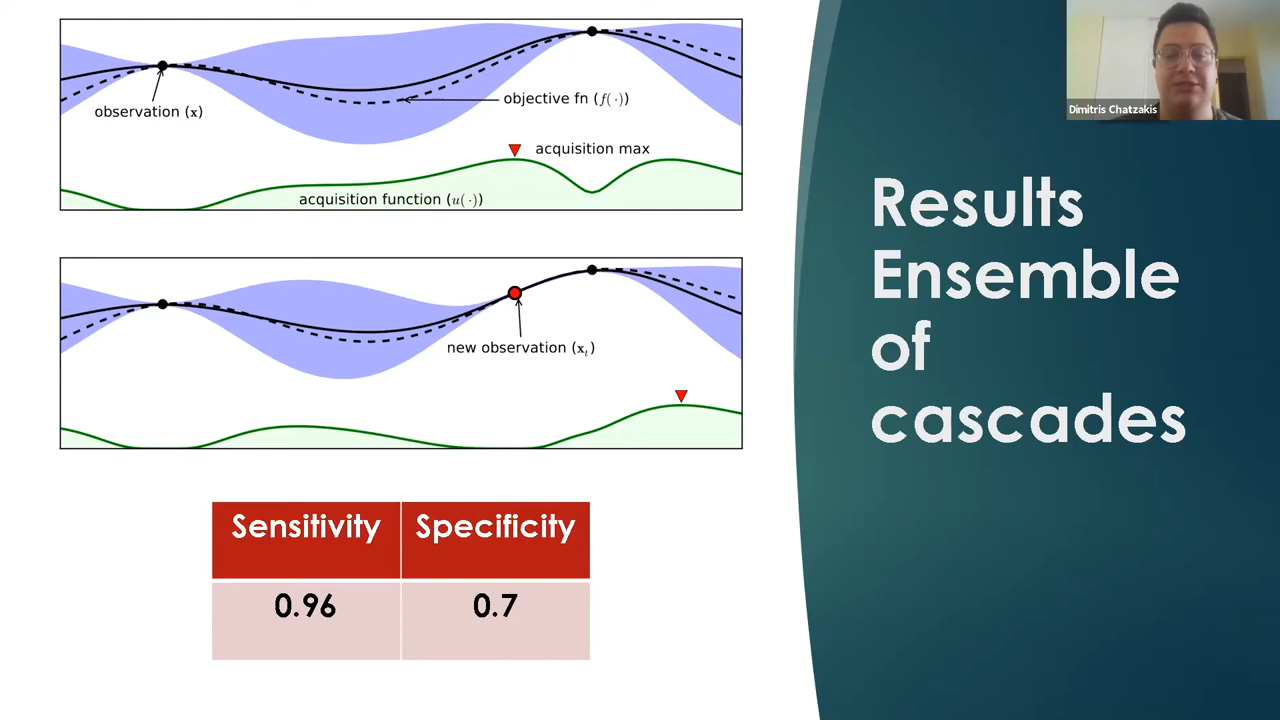 observation (x)
objective fn (f(·))
acquisition max
acquisition function (u(·))
new observation (xₜ)
Sensitivity Specificity
0.96 0.7
Dimitris Chatzakis
Results
Ensemble
of
cascades